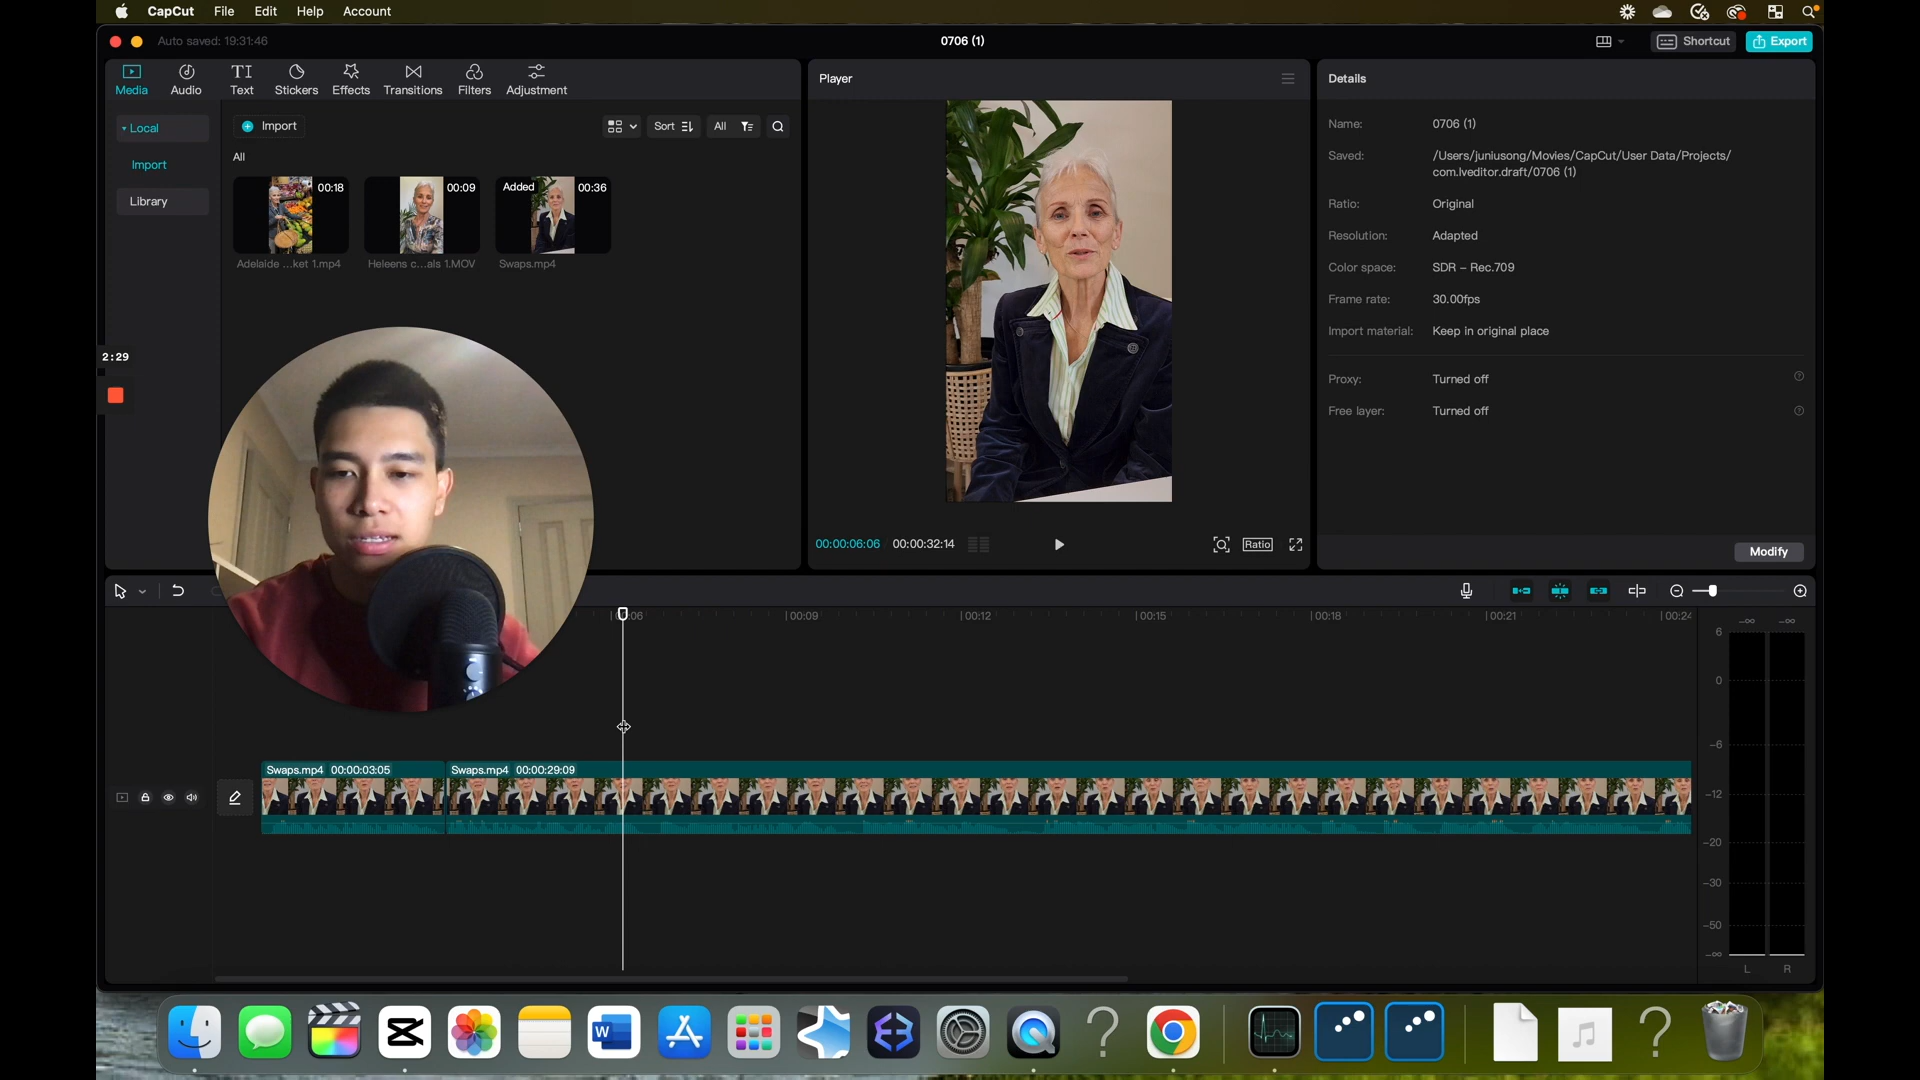 CapCut File Edit Help Account
Auto saved: 19:31:46
0706 (1)
Shortcut
Export
Media
Audio
TI
Text
Stickers
Effects
Transitions
Filters
Adjustment
Local
Import
Library
Import
Sort
All
All
00:18
00:09
Added
00:36
Adelaide ...ket 1.mp4
Heleens c...als 1.MOV
Swaps.mp4
2:29
Player
00:00:06:06
00:00:32:14
Ratio
Details
Name: 0706 (1)
Saved: /Users/juniusong/Movies/CapCut/User Data/Projects/
com.lveditor.draft/0706 (1)
Ratio: Original
Resolution: Adapted
Color space: SDR – Rec.709
Frame rate: 30.00fps
Import material: Keep in original place
Proxy: Turned off
Free layer: Turned off
Modify
00:06
00:09
00:12
00:15
00:18
00:21
00:24
Swaps.mp4 00:00:03:05
Swaps.mp4 00:00:29:09
-∞ -∞
6
0
-6
-12
-20
-30
-50
-∞
L R
W